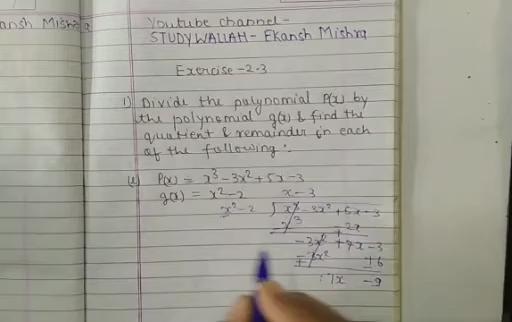 ansh Mishra
Youtube channel-
STUDYWALLAH- Ekansh Mishra
Exercise -2.3
1) Divide the polynomial P(x) by
the polynomial g(x) & find the
quotient & remainder in each
of the following:
P(x) = x³-3x²+5x-3
g(x) = x²-2
x-3
x²-2 ) x³-3x²+5x-3
-2x
-3x² +7x-3
+6
7x -9